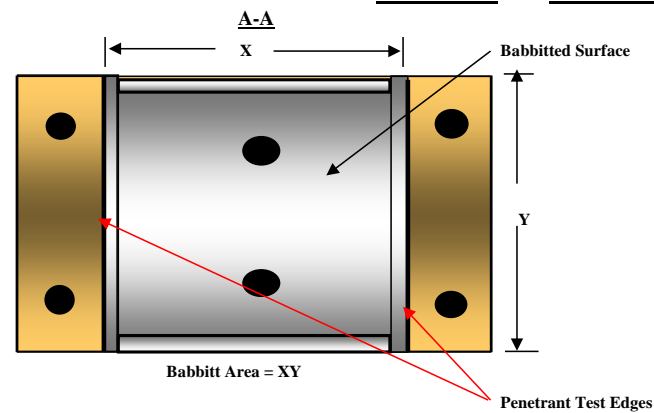 A-A
X
Babbitted Surface
Y
Babbitt Area = XY
Penetrant Test Edges